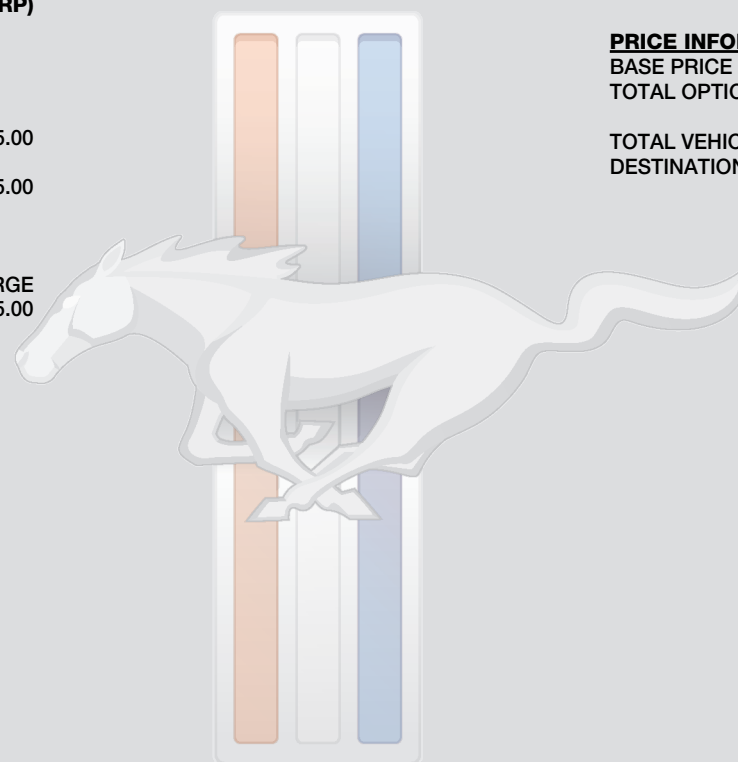 RP)
5.00
5.00
RGE
5.00
PRICE INFO
BASE PRICE
TOTAL OPTIO
TOTAL VEHIC
DESTINATION